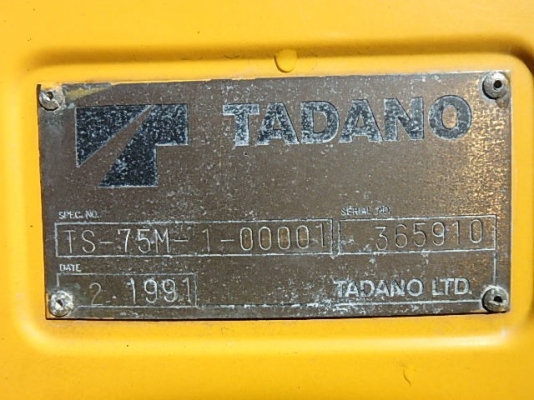 TADANO
SPEC. NO. SERIAL NO.
TS-75M-1-00001 365910
DATE
2 1991 TADANO LTD.